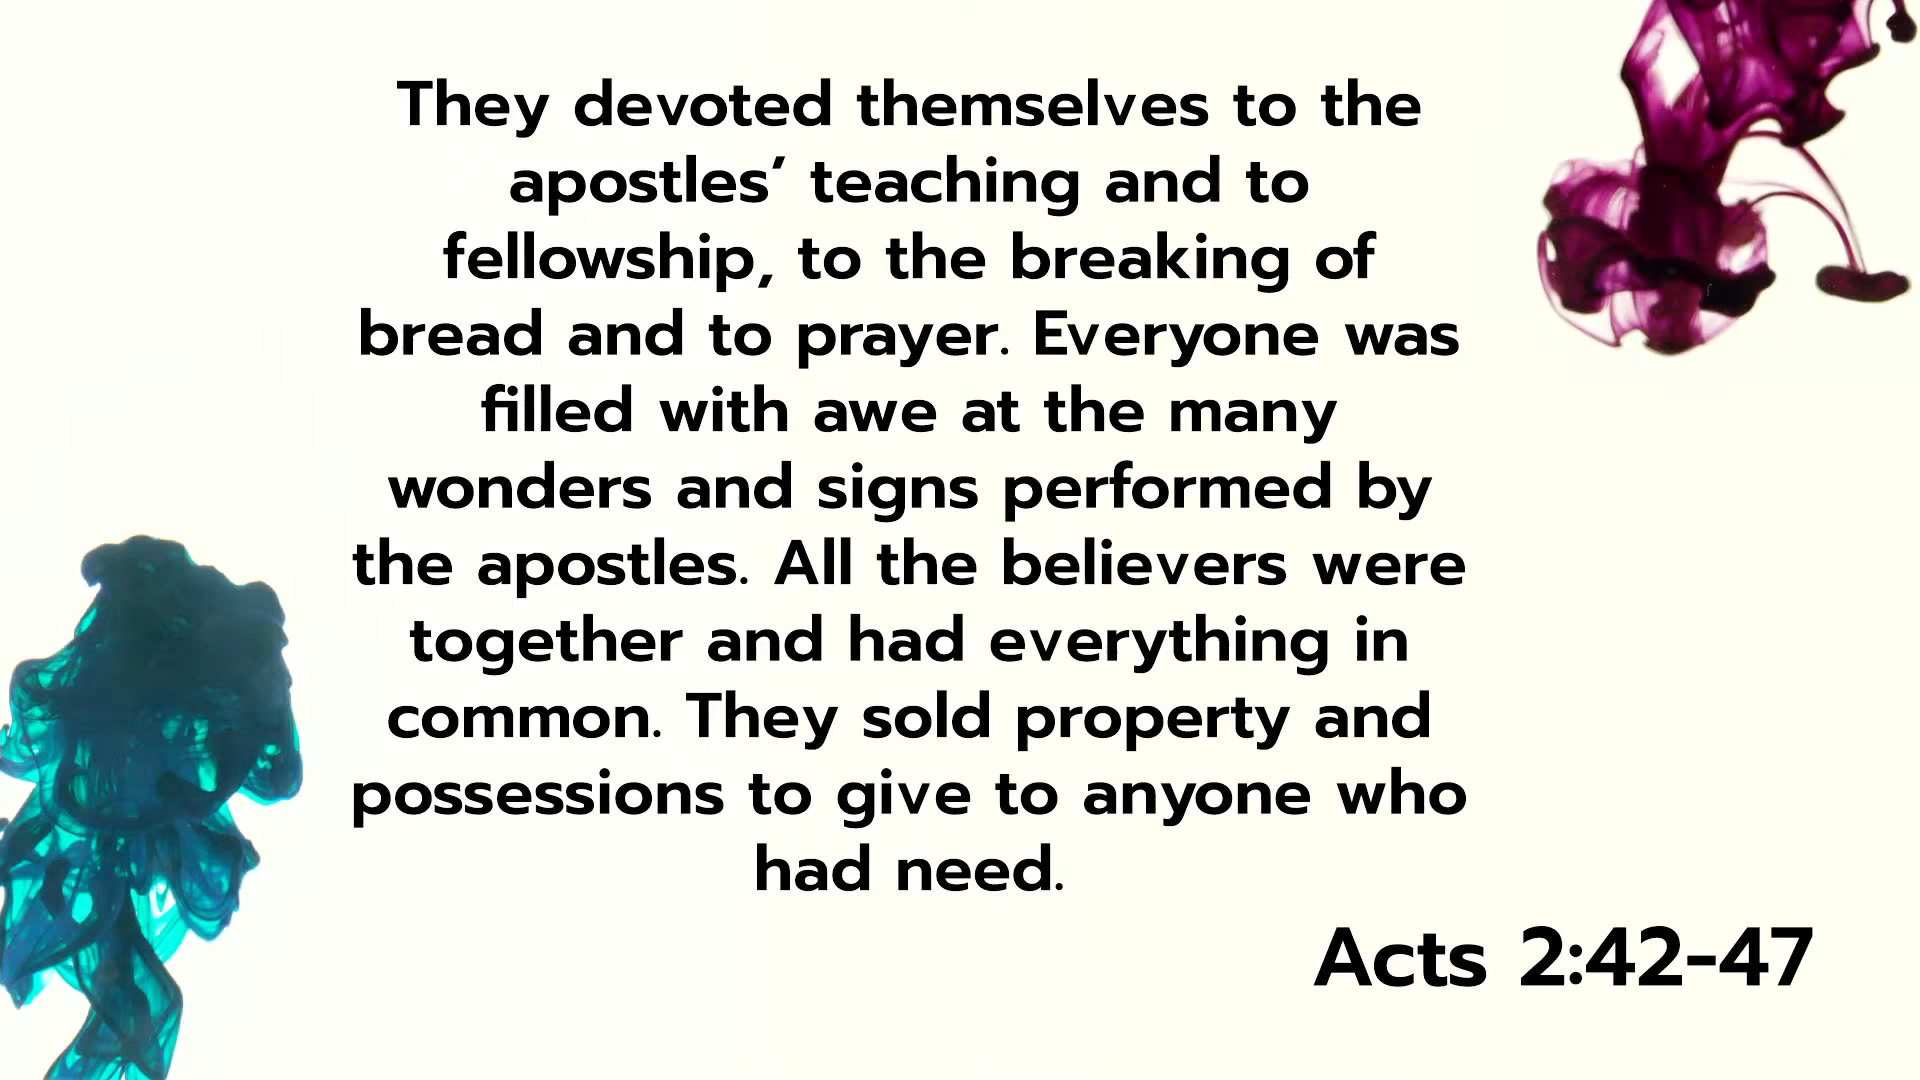 They devoted themselves to the
apostles’ teaching and to
fellowship, to the breaking of
bread and to prayer. Everyone was
filled with awe at the many
wonders and signs performed by
the apostles. All the believers were
together and had everything in
common. They sold property and
possessions to give to anyone who
had need.
Acts 2:42-47